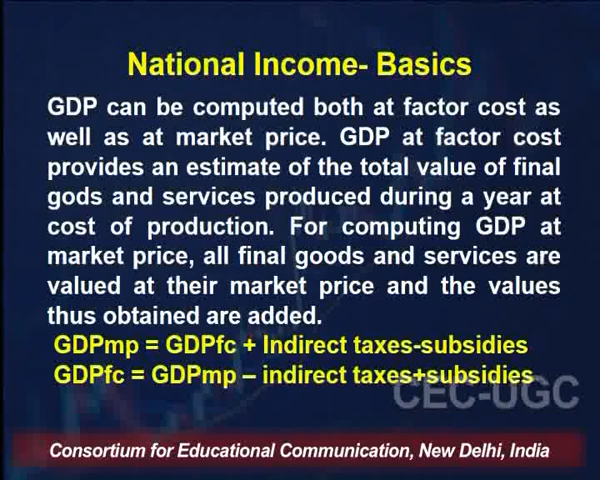 National Income- Basics
GDP can be computed both at factor cost as
well as at market price. GDP at factor cost
provides an estimate of the total value of final
gods and services produced during a year at
cost of production. For computing GDP at
market price, all final goods and services are
valued at their market price and the values
thus obtained are added.
GDPmp = GDPfc + Indirect taxes-subsidies
GDPfc = GDPmp – indirect taxes+subsidies
CEC-UGC
Consortium for Educational Communication, New Delhi, India